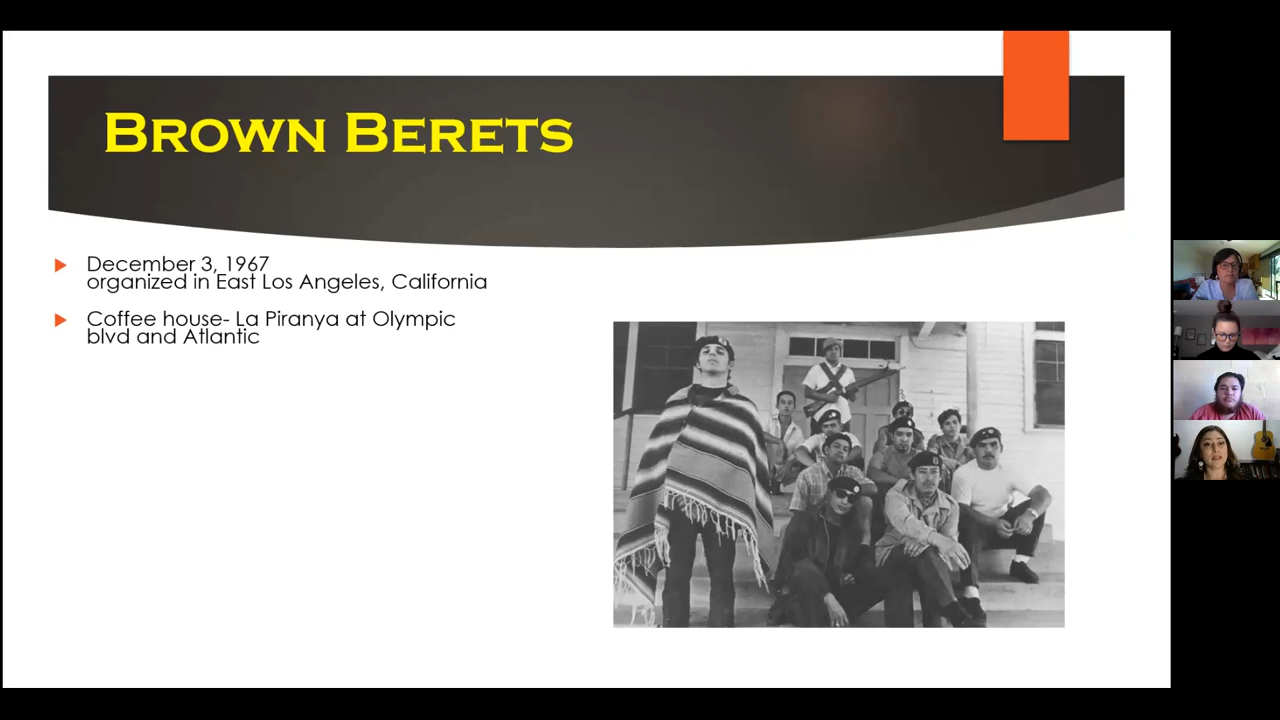 Brown Berets
December 3, 1967
organized in East Los Angeles, California
Coffee house- La Piranya at Olympic
blvd and Atlantic